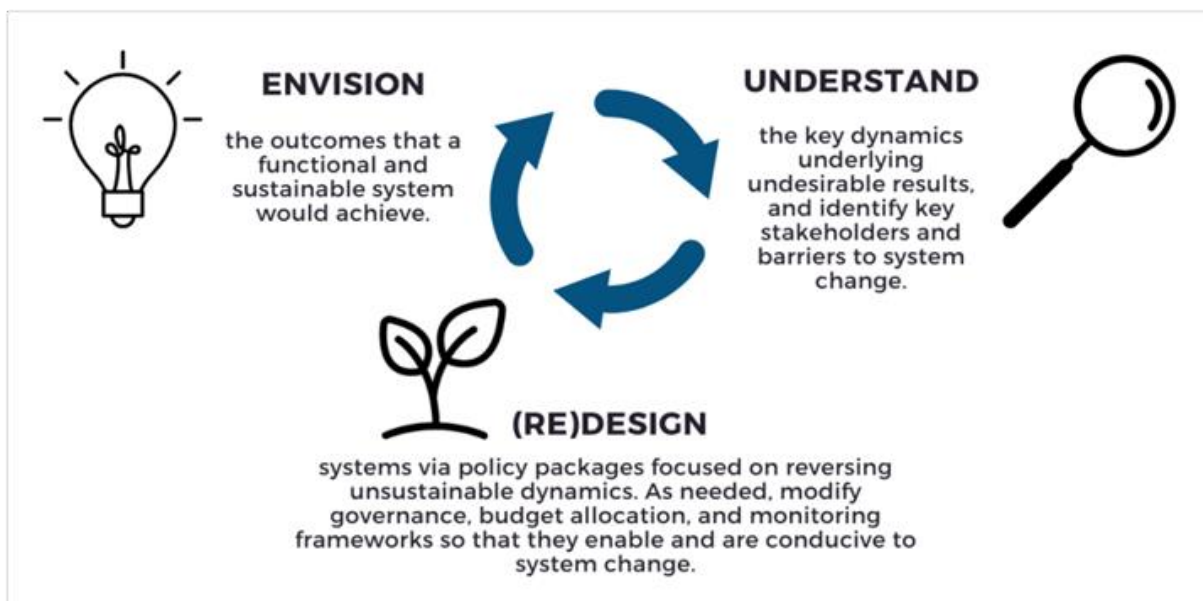 ENVISION
the outcomes that a
functional and
sustainable system
would achieve.
UNDERSTAND
the key dynamics
underlying
undesirable results,
and identify key
stakeholders and
barriers to system
change.
(RE)DESIGN
systems via policy packages focused on reversing
unsustainable dynamics. As needed, modify
governance, budget allocation, and monitoring
frameworks so that they enable and are conducive to
system change.